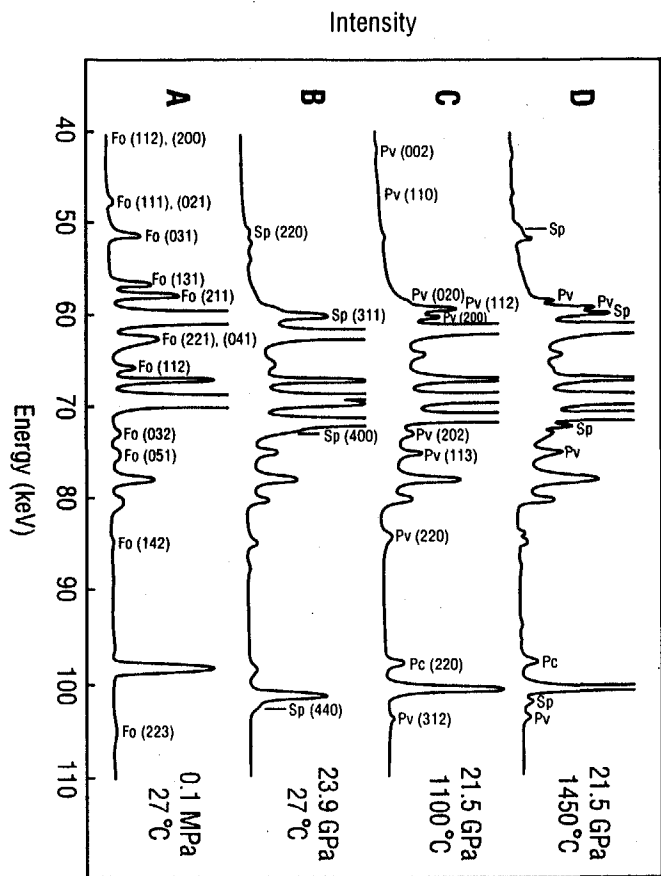 Intensity
A
Fo (112), (200)
Fo (111), (021)
Fo (031)
Fo (131)
Fo (211)
Fo (221), (041)
Fo (112)
Fo (032)
Fo (051)
Fo (142)
Fo (223)
0.1 MPa
27°C
B
Sp (220)
Sp (311)
Sp (400)
Sp (440)
23.9 GPa
27°C
C
Pv (002)
Pv (110)
Pv (020)
Pv (112)
Pv (200)
Pv (202)
Pv (113)
Pv (220)
Pc (220)
Pv (312)
21.5 GPa
1100°C
D
Sp
Pv
Pv
Sp
Sp
Pv
Pc
Sp
Pv
21.5 GPa
1450°C
40
50
60
70
80
90
100
110
Energy (keV)